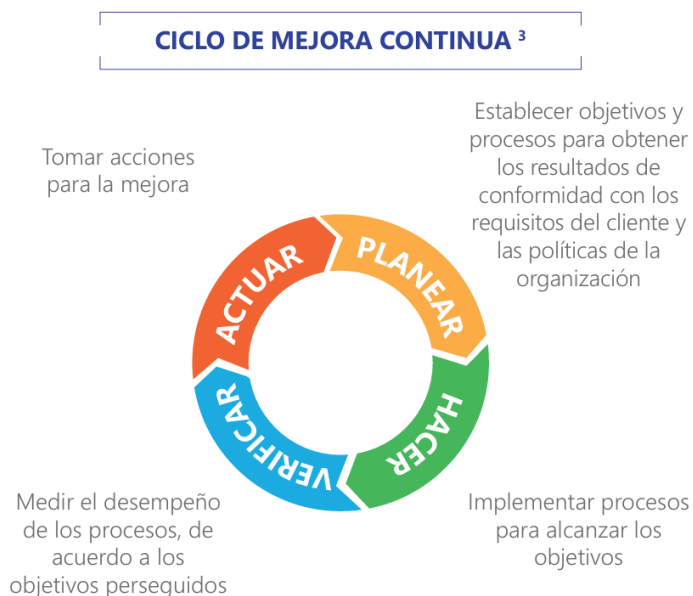 CICLO DE MEJORA CONTINUA ³
Establecer objetivos y
procesos para obtener
los resultados de
conformidad con los
requisitos del cliente y
las políticas de la
organización
Tomar acciones
para la mejora
PLANEAR
ACTUAR
HACER
VERIFICAR
Implementar procesos
para alcanzar los
objetivos
Medir el desempeño
de los procesos, de
acuerdo a los
objetivos perseguidos